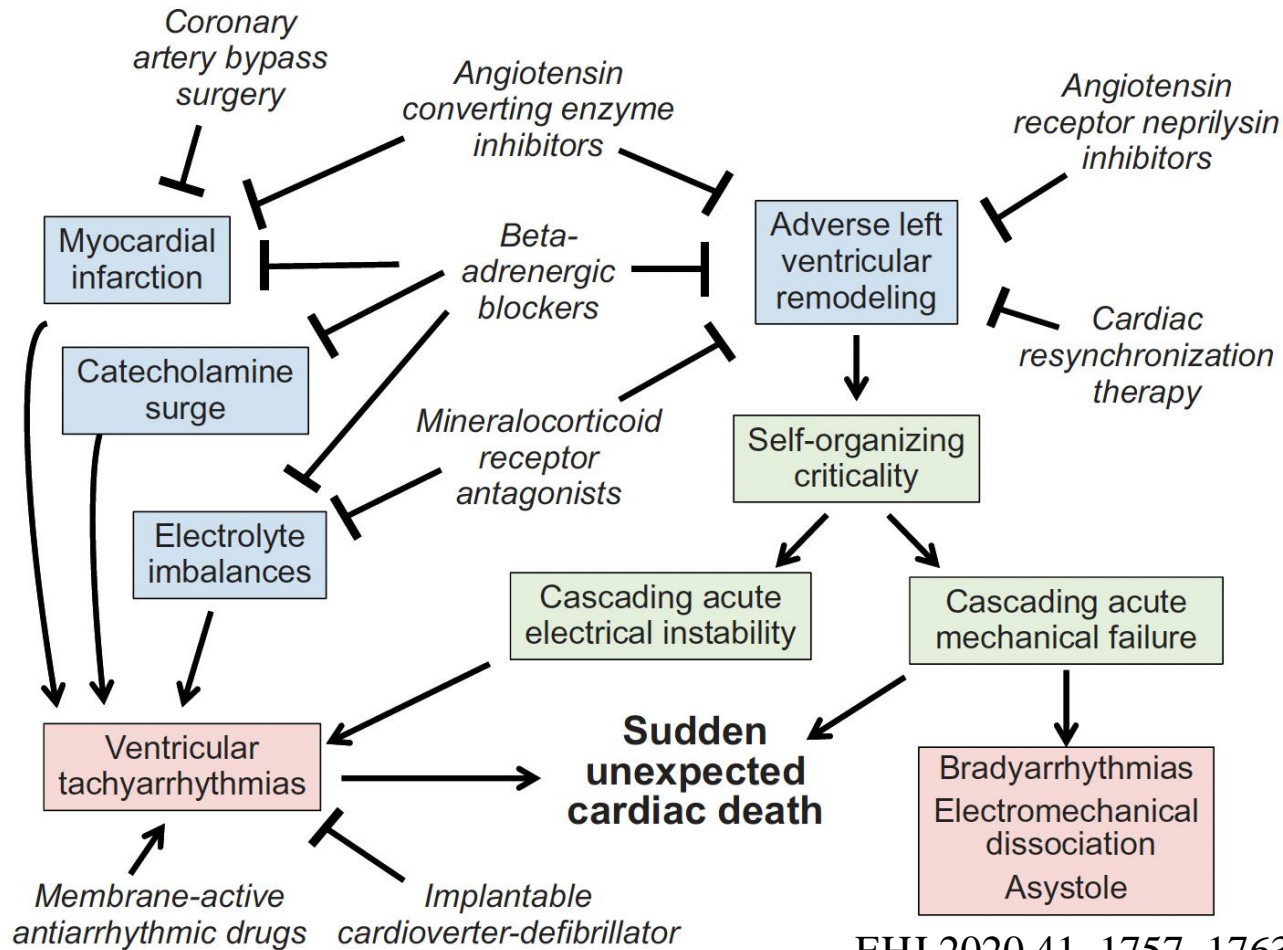 Coronary
artery bypass
surgery
Angiotensin
converting enzyme
inhibitors
Angiotensin
receptor neprilysin
inhibitors
Myocardial
infarction
Beta-
adrenergic
blockers
Adverse left
ventricular
remodeling
Cardiac
resynchronization
therapy
Catecholamine
surge
Mineralocorticoid
receptor
antagonists
Self-organizing
criticality
Electrolyte
imbalances
Cascading acute
electrical instability
Cascading acute
mechanical failure
Ventricular
tachyarrhythmias
Sudden
unexpected
cardiac death
Bradyarrhythmias
Electromechanical
dissociation
Asystole
Membrane-active
antiarrhythmic drugs
Implantable
cardioverter-defibrillator